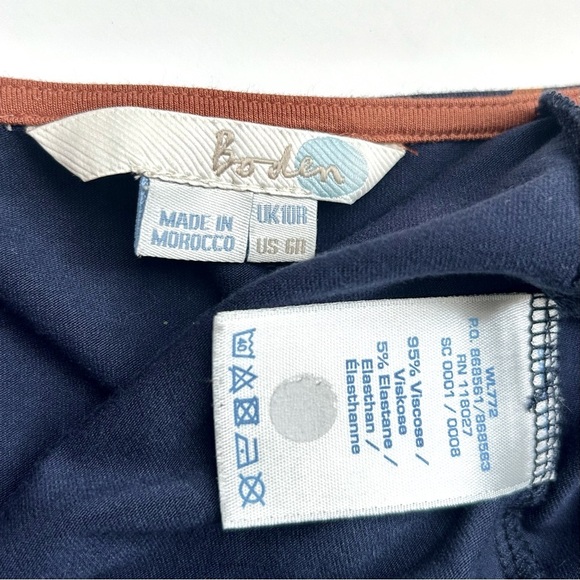 Boden
MADE IN
MOROCCO
UK10R
US 6R
WL772
P.O. 868561/868563
RN 118027
SC 0001 / 0008
95% Viscose /
Viskose
5% Elastane /
Elasthan /
Élasthanne
40